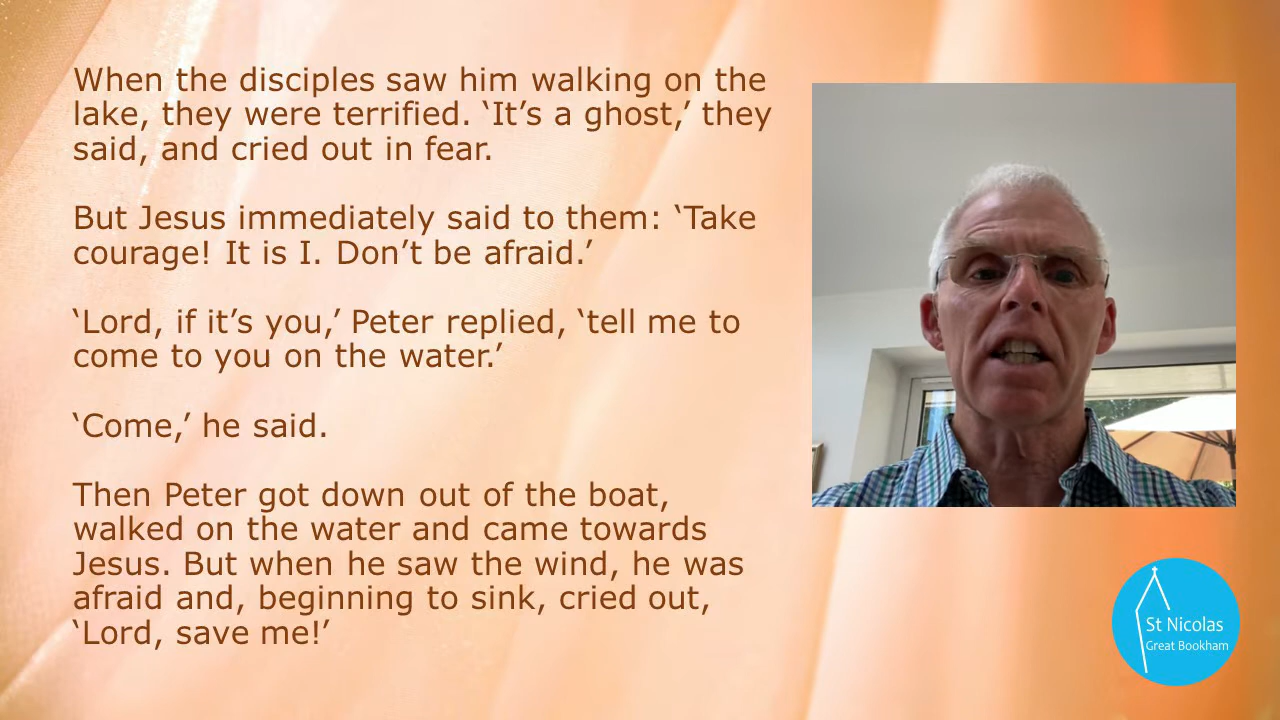 When the disciples saw him walking on the
lake, they were terrified. ‘It’s a ghost,’ they
said, and cried out in fear.
But Jesus immediately said to them: ‘Take
courage! It is I. Don’t be afraid.’
‘Lord, if it’s you,’ Peter replied, ‘tell me to
come to you on the water.’
‘Come,’ he said.
Then Peter got down out of the boat,
walked on the water and came towards
Jesus. But when he saw the wind, he was
afraid and, beginning to sink, cried out,
‘Lord, save me!’
St Nicolas
Great Bookham